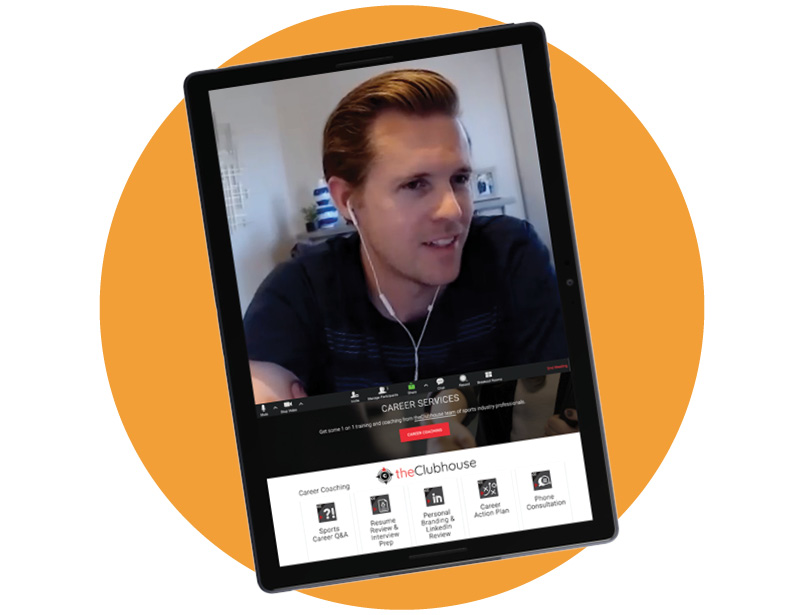 Mute
Stop Video
Invite
Manage Participants
Share
Chat
Record
Breakout Rooms
End Meeting
CAREER SERVICES
Get some 1 on 1 training and coaching from theClubhouse team of sports industry professionals.
CAREER COACHING
theClubhouse
Career Coaching
?!
Sports
Career Q&A
Resume
Review &
Interview
Prep
in
Personal
Branding &
LinkedIn
Review
Career
Action Plan
Phone
Consultation